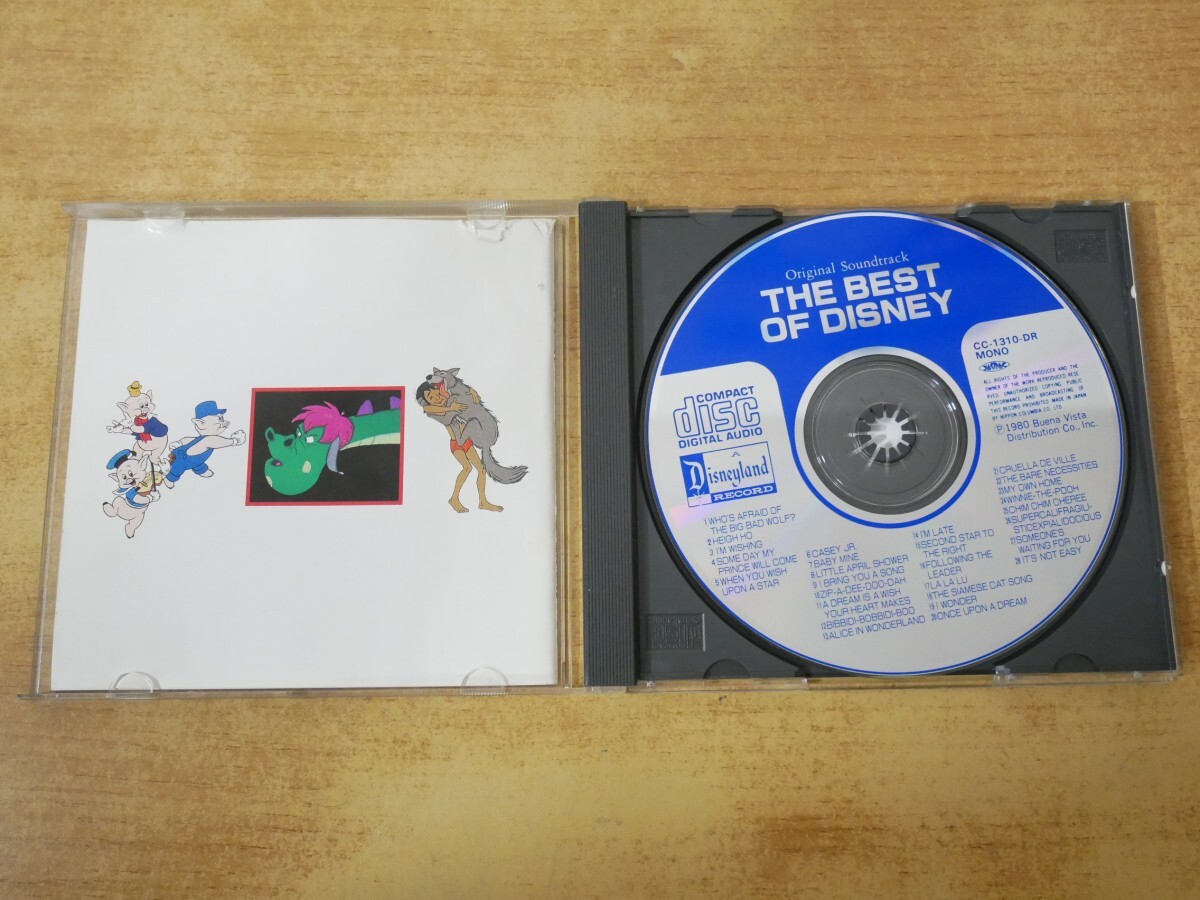 Original Soundtrack
THE BEST
OF DISNEY
CC-1310-DR
MONO
ALL RIGHTS OF THE PRODUCER AND THE
OWNER OF THE WORK REPRODUCED RESE
RVED UNAUTHORIZED COPYING PUBLIC
PERFORMANCE AND BROADCASTING OF
THIS RECORD PROHIBITED MADE IN JAPAN
BY NIPPON COLUMBIA CO. LTD
℗1980 Buena Vista
Distribution Co., Inc.
COMPACT
disc
DIGITAL AUDIO
A
Disneyland
RECORD
1 WHO'S AFRAID OF
THE BIG BAD WOLF?
2 HEIGH HO
3 I'M WISHING
4 SOME DAY MY
PRINCE WILL COME
5 WHEN YOU WISH
UPON A STAR
6 CASEY JR.
7 BABY MINE
8 LITTLE APRIL SHOWER
9 I BRING YOU A SONG
10 ZIP-A-DEE-DOO-DAH
11 A DREAM IS A WISH
YOUR HEART MAKES
12 BIBBIDI-BOBBIDI-BOO
13 ALICE IN WONDERLAND
14 I'M LATE
15 SECOND STAR TO
THE RIGHT
16 FOLLOWING THE
LEADER
17 LA LA LU
18 THE SIAMESE CAT SONG
19 I WONDER
20 ONCE UPON A DREAM
21 CRUELLA DE VILLE
22 THE BARE NECESSITIES
23 MY OWN HOME
24 WINNIE-THE-POOH
25 CHIM CHIM CHEREE
26 SUPERCALIFRAGILI-
STICEXPIALIDOCIOUS
27 SOMEONE'S
WAITING FOR YOU
28 IT'S NOT EASY